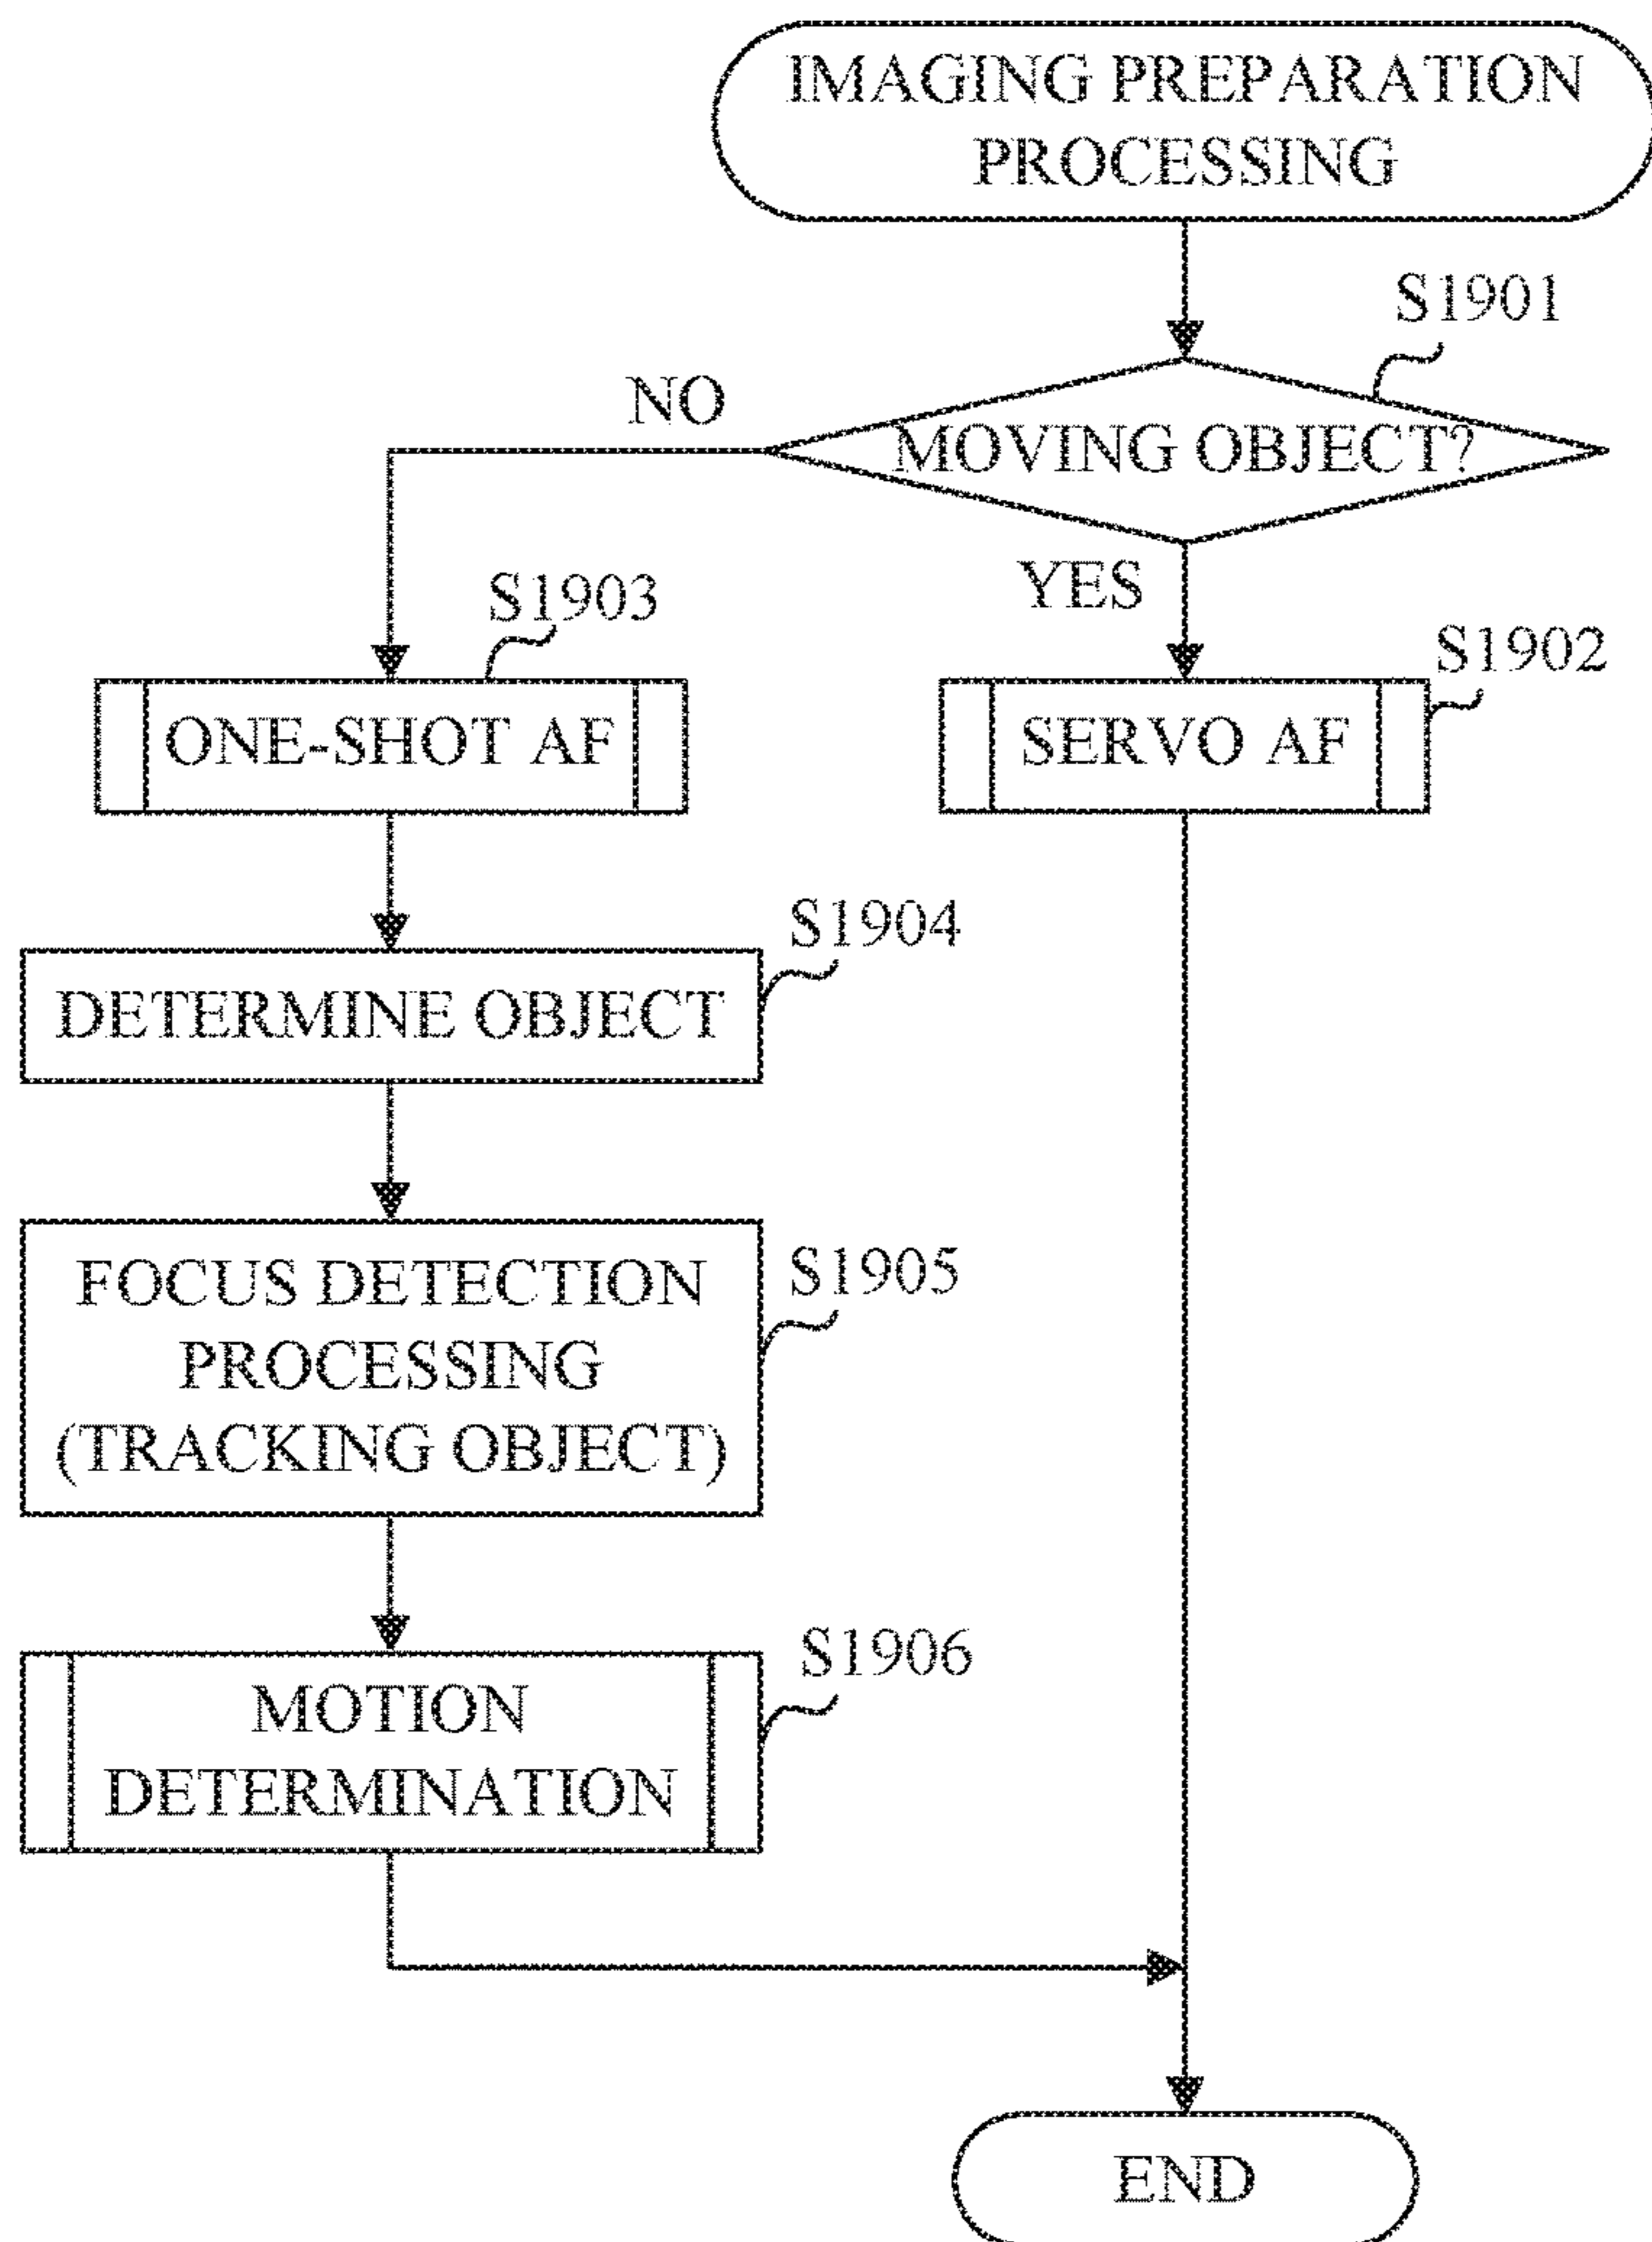 IMAGING PREPARATION
PROCESSING
S1901
NO
MOVING OBJECT?
YES
S1903
S1902
ONE-SHOT AF
SERVO AF
S1904
DETERMINE OBJECT
S1905
FOCUS DETECTION
PROCESSING
(TRACKING OBJECT)
S1906
MOTION
DETERMINATION
END